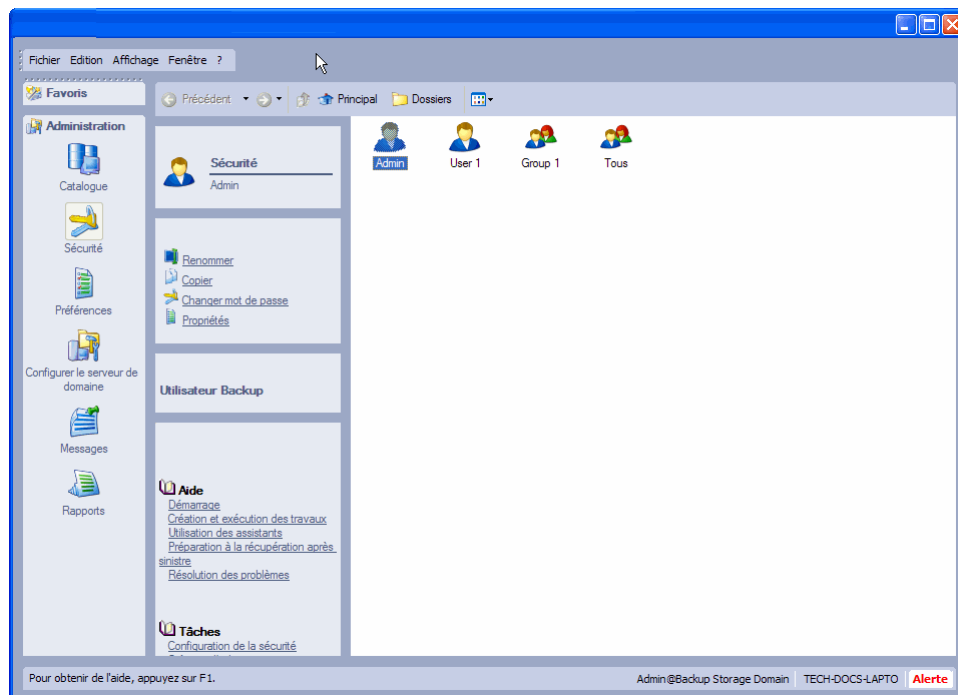 Fichier Edition Affichage Fenêtre ?
Favoris
Précédent Principal Dossiers
Administration
Catalogue
Sécurité
Préférences
Configurer le serveur de
domaine
Messages
Rapports
Sécurité
Admin
Renommer
Copier
Changer mot de passe
Propriétés
Utilisateur Backup
Aide
Démarrage
Création et exécution des travaux
Utilisation des assistants
Préparation à la récupération après
sinistre
Résolution des problèmes
Tâches
Configuration de la sécurité
Admin User 1 Group 1 Tous
Pour obtenir de l'aide, appuyez sur F1. Admin@Backup Storage Domain TECH-DOCS-LAPTO Alerte